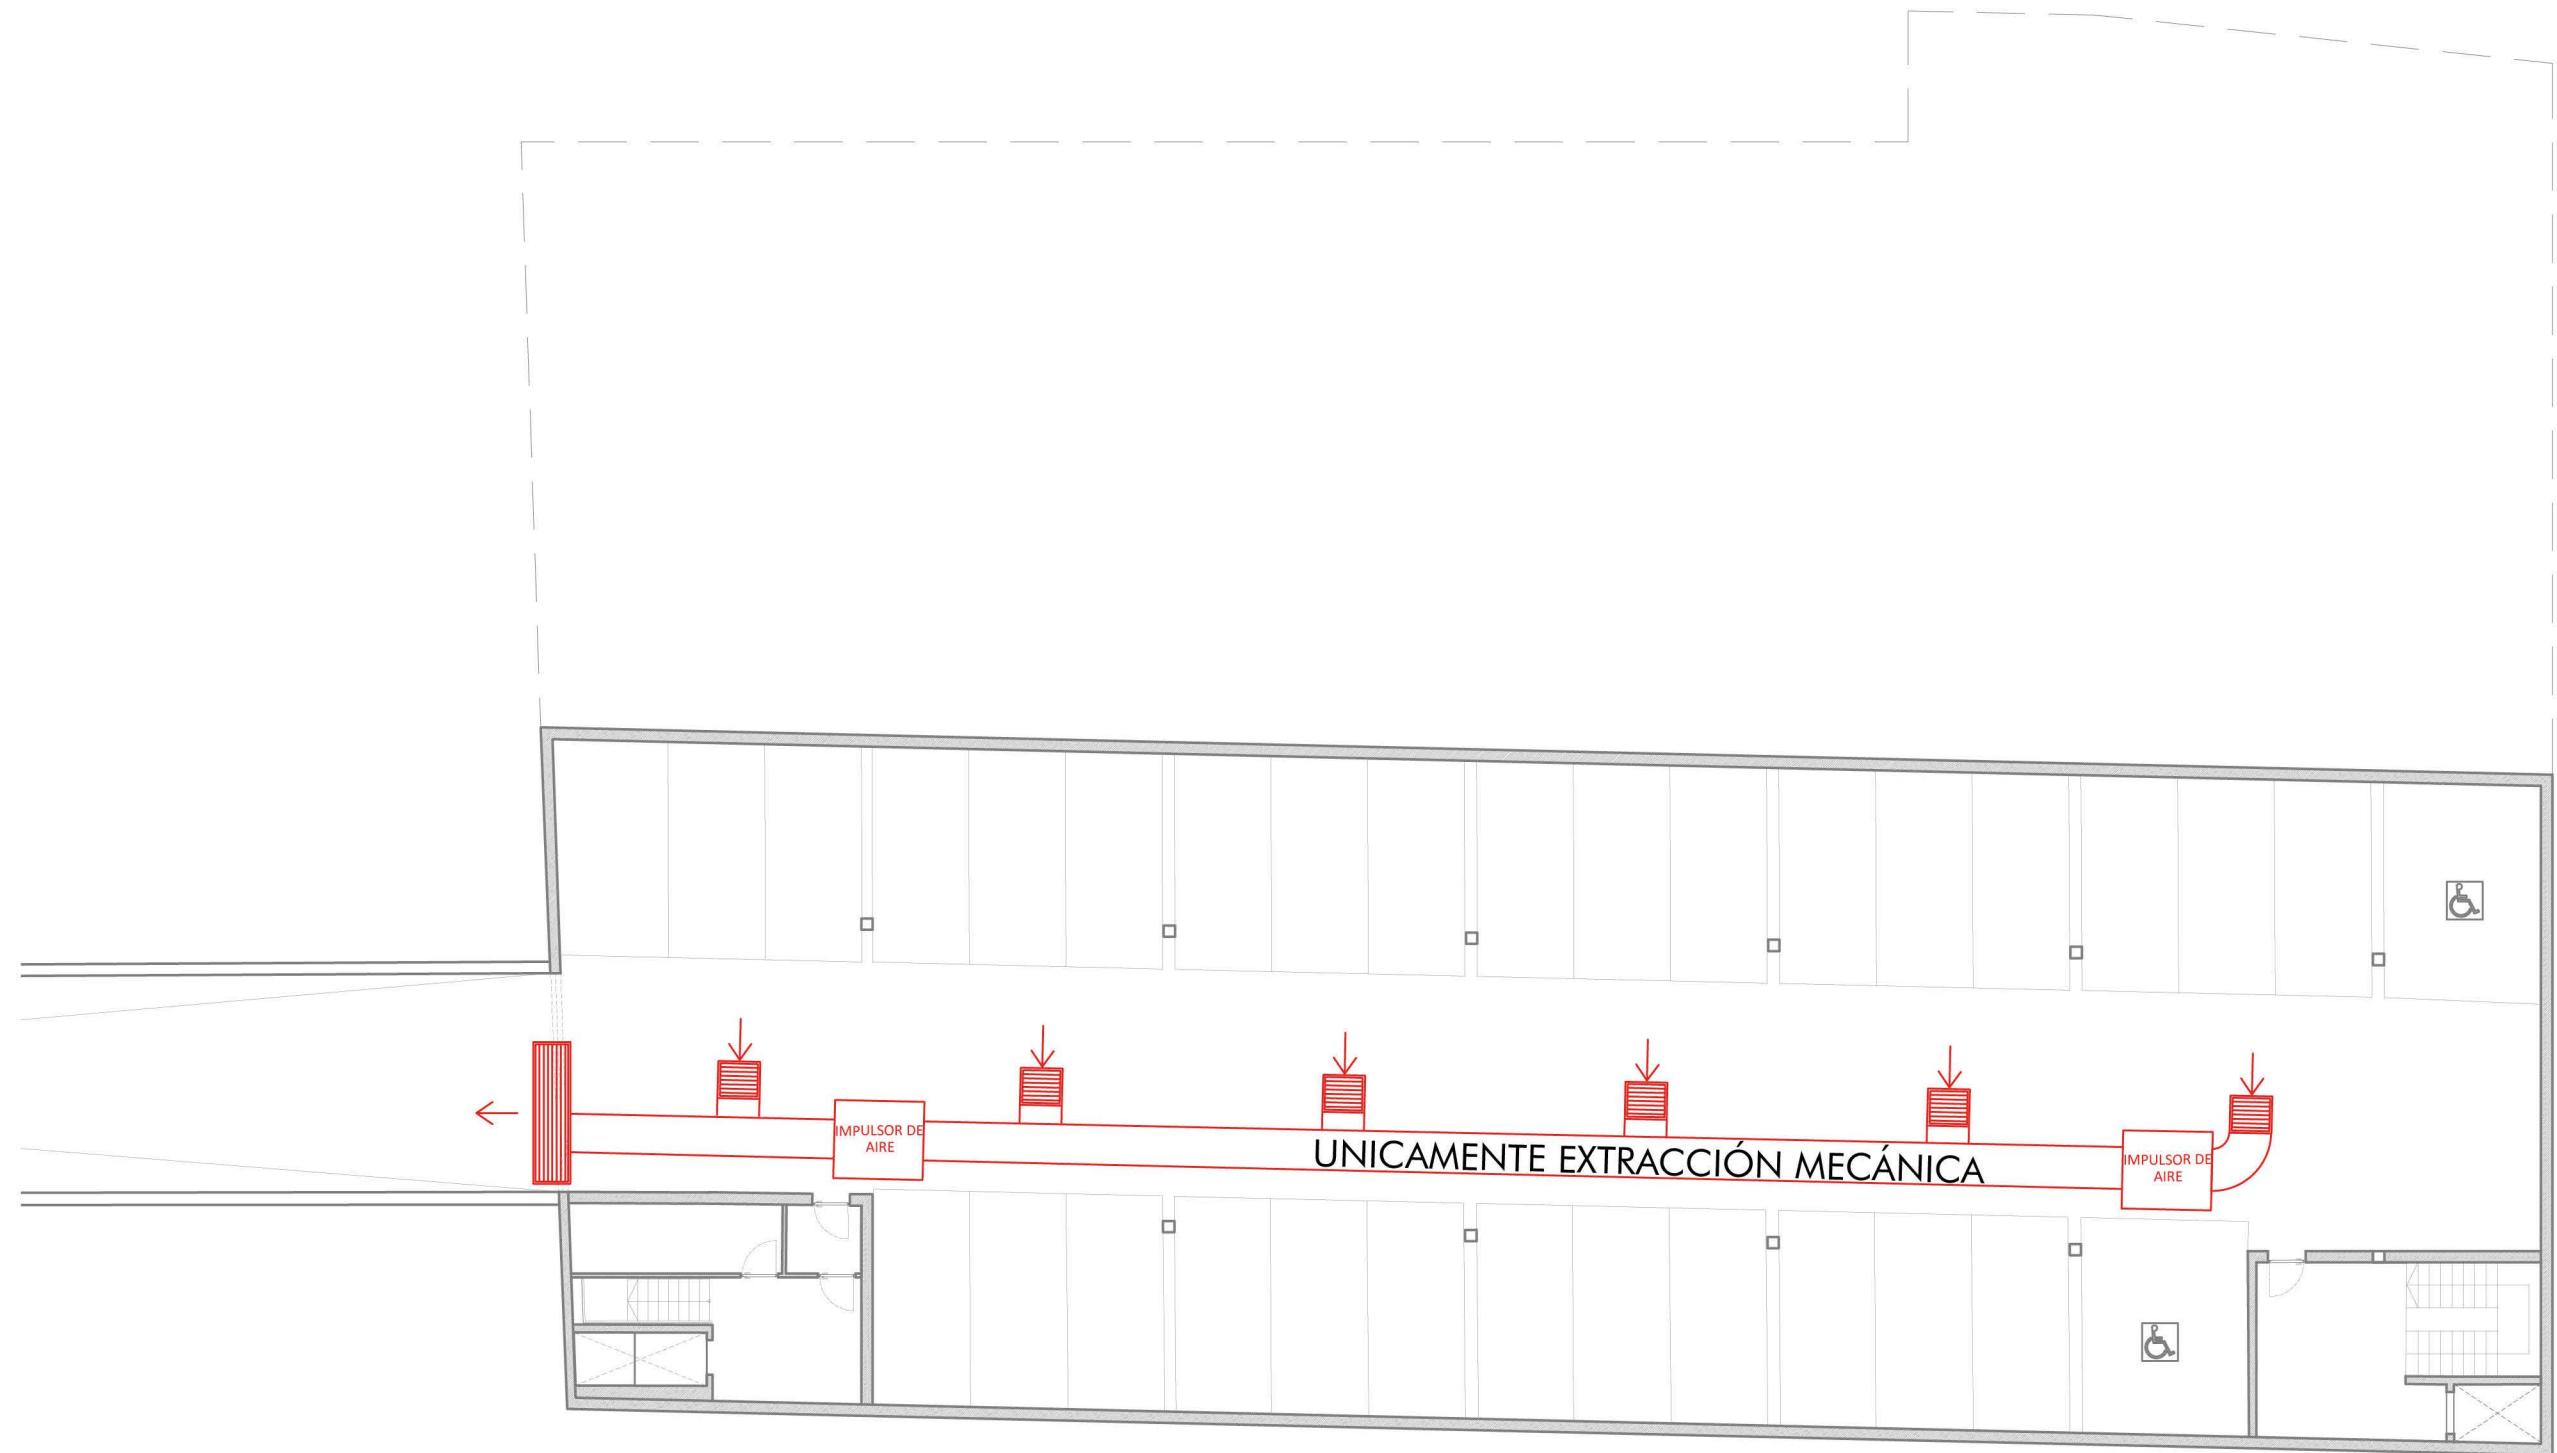 IMPULSOR DE
AIRE
UNICAMENTE EXTRACCIÓN MECÁNICA
IMPULSOR DE
AIRE